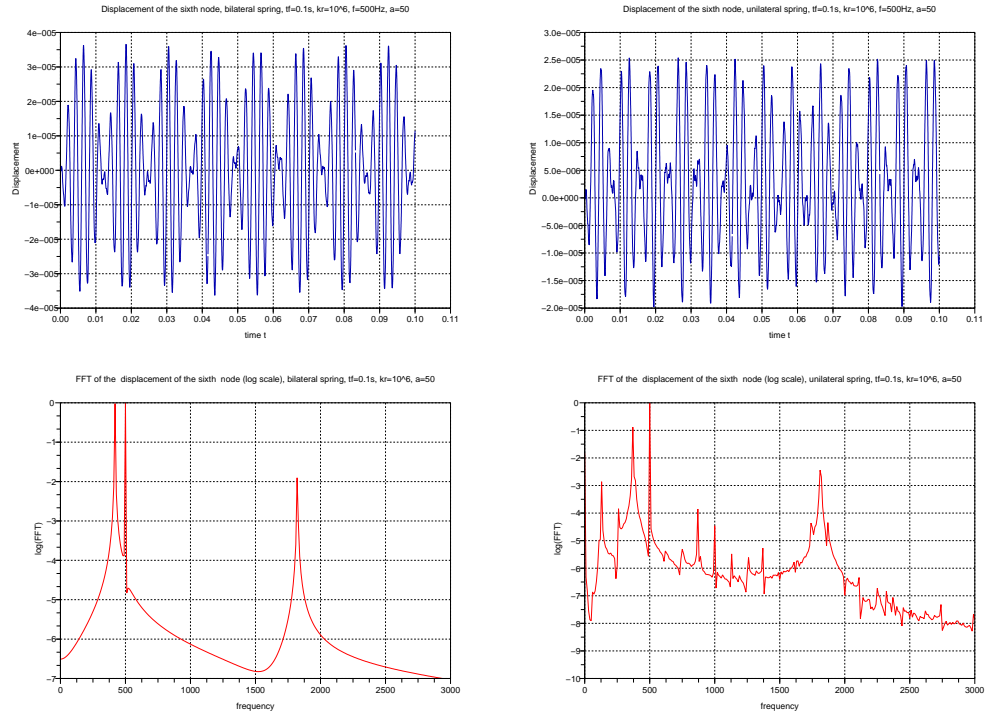 Displacement of the sixth node, bilateral spring, tf=0.1s, kr=10^6, f=500Hz, a=50
4e−005
3e−005
2e−005
1e−005
0e+000
−1e−005
−2e−005
−3e−005
−4e−005
Displacement
0.00 0.01 0.02 0.03 0.04 0.05 0.06 0.07 0.08 0.09 0.10 0.11
time t
Displacement of the sixth node, unilateral spring, tf=0.1s, kr=10^6, f=500Hz, a=50
3.0e−005
2.5e−005
2.0e−005
1.5e−005
1.0e−005
5.0e−006
0.0e+000
−5.0e−006
−1.0e−005
−1.5e−005
−2.0e−005
Displacement
0.00 0.01 0.02 0.03 0.04 0.05 0.06 0.07 0.08 0.09 0.10 0.11
time t
FFT of the displacement of the sixth node (log scale), bilateral spring, tf=0.1s, kr=10^6, a=50
0
−1
−2
−3
−4
−5
−6
−7
log(FFT)
0 500 1000 1500 2000 2500 3000
frequency
FFT of the displacement of the sixth node (log scale), unilateral spring, tf=0.1s, kr=10^6, a=50
0
−1
−2
−3
−4
−5
−6
−7
−8
−9
−10
log(FFT)
0 500 1000 1500 2000 2500 3000
frequency